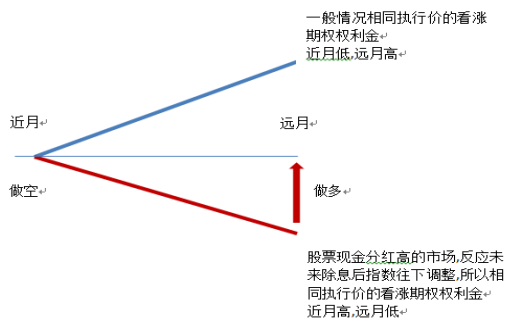 一般情况相同执行价的看涨
期权权利金
近月低,远月高
近月
远月
做空
做多
股票现金分红高的市场,反应未
来除息后指数往下调整,所以相
同执行价的看涨期权权利金
近月高,远月低